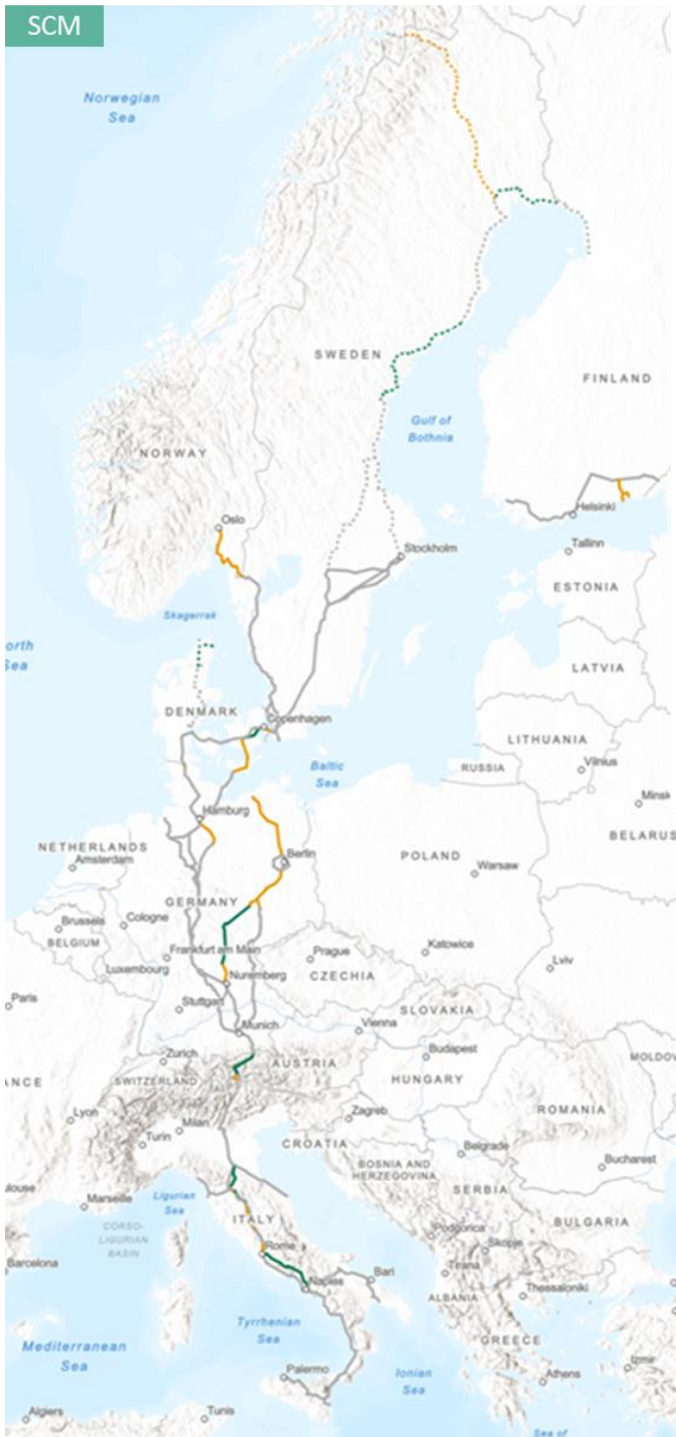 SCM
Norwegian
Sea
SWEDEN
FINLAND
Gulf of
Bothnia
NORWAY
Oslo
Helsinki
Stockholm
Tallinn
ESTONIA
Skagerrak
orth
Sea
LATVIA
DENMARK
Copenhagen
LITHUANIA
Baltic
Sea
RUSSIA
Vilnius
Minsk
Hamburg
NETHERLANDS
Amsterdam
BELARUS
Berlin
POLAND
Warsaw
GERMANY
Brussels
Cologne
BELGIUM
Frankfurt am Main
Prague
Katowice
Lviv
Luxembourg
Nuremberg
CZECHIA
Paris
Stuttgart
SLOVAKIA
Munich
Vienna
Zurich
AUSTRIA
Budapest
MOLDOV
SWITZERLAND
HUNGARY
ANCE
Lyon
Milan
Zagreb
ROMANIA
Turin
CROATIA
Belgrade
BOSNIA AND
HERZEGOVINA
Bucharest
ulouse
Marseille
Ligurian
Sea
SERBIA
ITALY
BULGARIA
CORSO-
LIGURIAN
BASIN
Podgorica
Skopje
Rome
Barcelona
Tirana
Bari
Naples
ALBANIA
Thessaloniki
Tyrrhenian
Sea
GREECE
Mediterranean
Sea
Palermo
Ionian
Sea
Athens
Izmir
Algiers
Tunis
Sea of